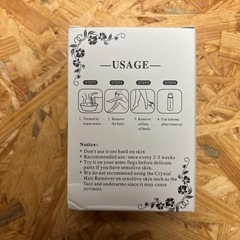 —USAGE—
STEP1 STEP2 STEP3 STEP4
1. Treated by 2. Remove 3. Remove 4. Use lotions
warm water the hairs callous after removal
of heels
Notice:
• Don't use it too hard on skin
• Recommended use: once every 2-3 weeks
• Try it on your arms /legs before delicate
parts if you have sensitive skin.
• We do not recommend using the Crystal
Hair Remover on sensitive skin such as the
face and underarms since it may cause
irritants.